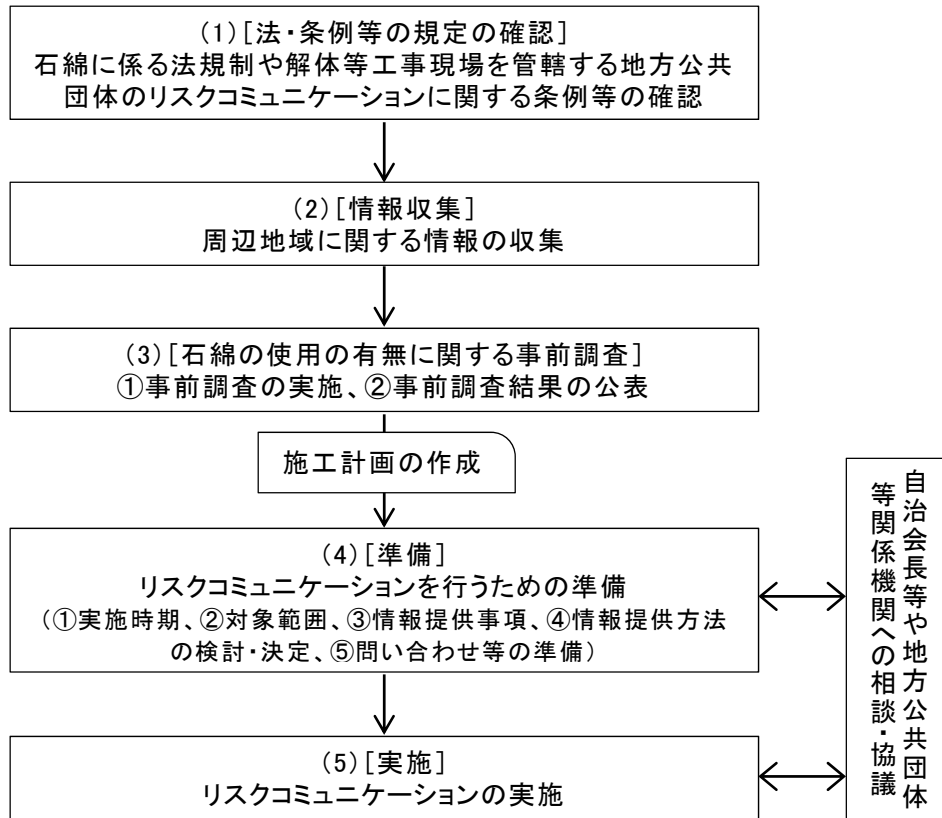 (1)[法・条例等の規定の確認]
石綿に係る法規制や解体等工事現場を管轄する地方公共
団体のリスクコミュニケーションに関する条例等の確認
(2)[情報収集]
周辺地域に関する情報の収集
(3)[石綿の使用の有無に関する事前調査]
①事前調査の実施、②事前調査結果の公表
施工計画の作成
(4)[準備]
リスクコミュニケーションを行うための準備
(①実施時期、②対象範囲、③情報提供事項、④情報提供方法
の検討・決定、⑤問い合わせ等の準備)
(5)[実施]
リスクコミュニケーションの実施
自治会長等や地方公共団体
等関係機関への相談・協議